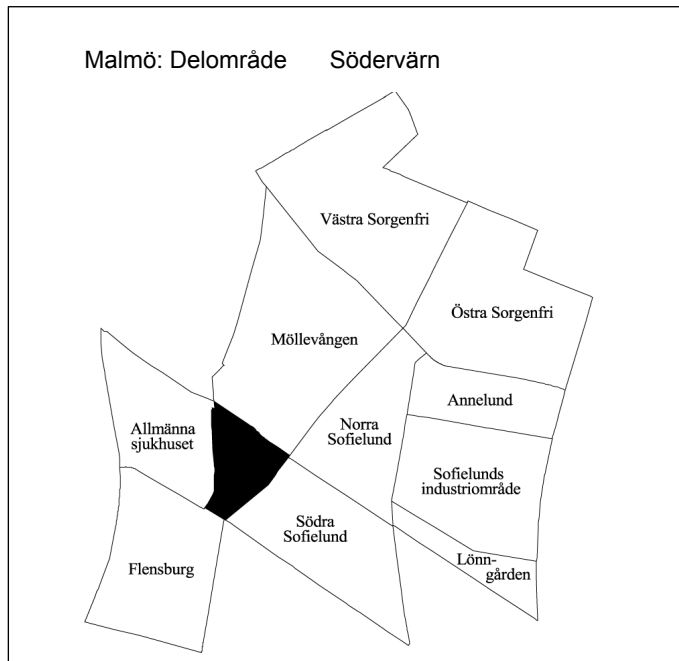 Malmö: Delområde Södervärn
Västra Sorgenfri
Östra Sorgenfri
Möllevången
Annelund
Allmänna
sjukhuset
Norra
Sofielund
Sofielunds
industriområde
Södra
Sofielund
Lönn-
gården
Flensburg